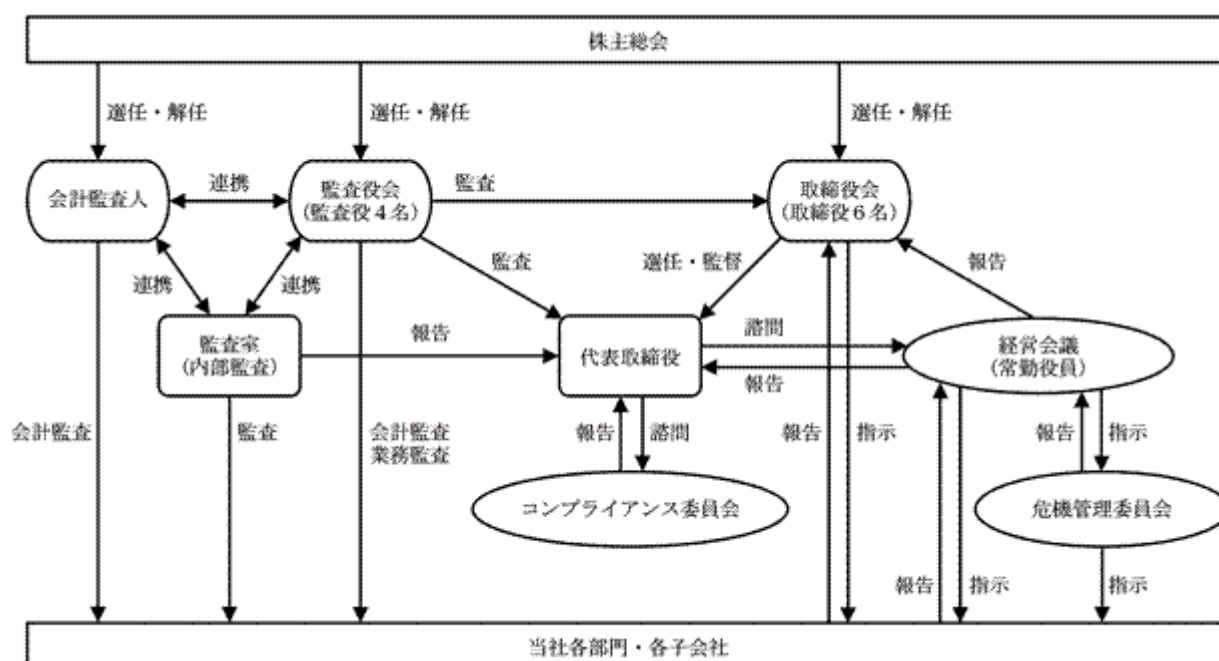 株主総会
選任・解任
選任・解任
選任・解任
会計監査人
連携
監査役会
(監査役4名)
監査
取締役会
(取締役6名)
連携
連携
監査
選任・監督
報告
監査室
(内部監査)
報告
代表取締役
諮問
報告
経営会議
(常勤役員)
会計監査
監査
会計監査
業務監査
報告
諮問
報告
指示
報告
指示
コンプライアンス委員会
危機管理委員会
報告
指示
指示
当社各部門・各子会社